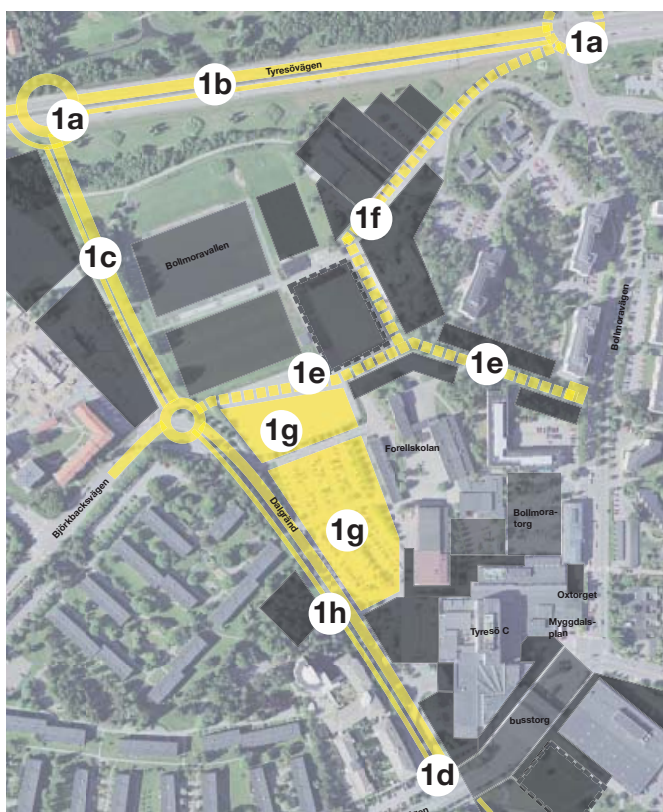 1a
Tyresövägen
1b
1a
1f
Bollmoravallen
1c
Bollmoravägen
1e
1e
1g
Forellskolan
Björkbacksvägen
Dalgränd
1g
Bollmora-
torg
Oxtorget
1h
Tyresö C
Myggdals-
plan
busstorg
1d